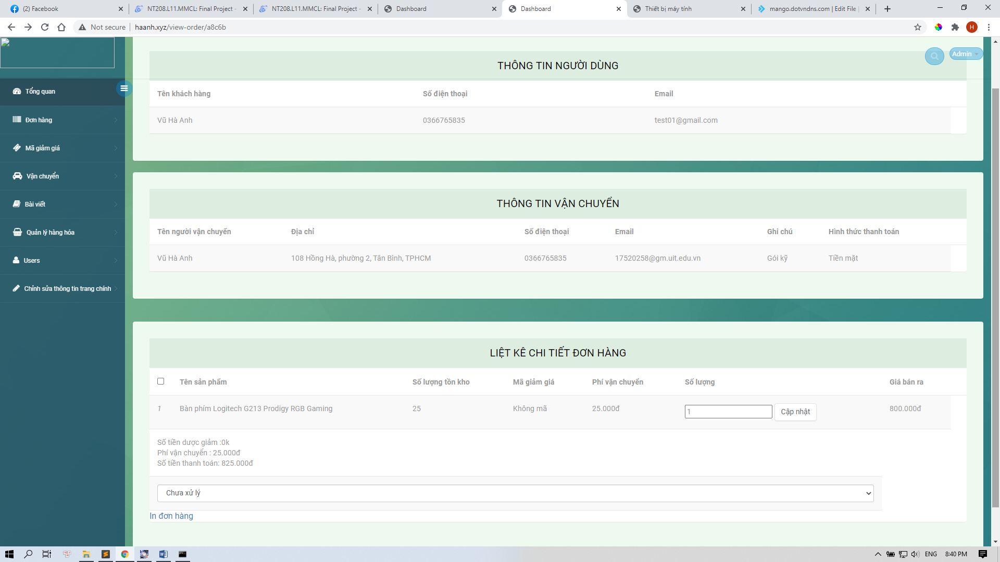 (2) Facebook
NT208.L11.MMCL: Final Project -
NT208.L11.MMCL: Final Project -
Dashboard
Dashboard
Thiết bị máy tính
mango.dotvndns.com | Edit File |
Not secure
haanh.xyz/view-order/a8c6b
H
Admin
Tổng quan
Đơn hàng
Mã giảm giá
Vận chuyển
Bài viết
Quản lý hàng hóa
Users
Chỉnh sửa thông tin trang chính
THÔNG TIN NGƯỜI DÙNG
Tên khách hàng Số điện thoại Email
Vũ Hà Anh 0366765835 test01@gmail.com
THÔNG TIN VẬN CHUYỂN
Tên người vận chuyển Địa chỉ Số điện thoại Email Ghi chú Hình thức thanh toán
Vũ Hà Anh 108 Hồng Hà, phường 2, Tân Bình, TPHCM 0366765835 17520258@gm.uit.edu.vn Gói kỹ Tiền mặt
LIỆT KÊ CHI TIẾT ĐƠN HÀNG
Tên sản phẩm Số lượng tồn kho Mã giảm giá Phí vận chuyển Số lượng Giá bán ra
1 Bàn phím Logitech G213 Prodigy RGB Gaming 25 Không mã 25.000đ 1 Cập nhật 800.000đ
Số tiền dược giảm :0k
Phí vận chuyển : 25.000đ
Số tiền thanh toán: 825.000đ
Chưa xử lý
In đơn hàng
ENG 8:40 PM